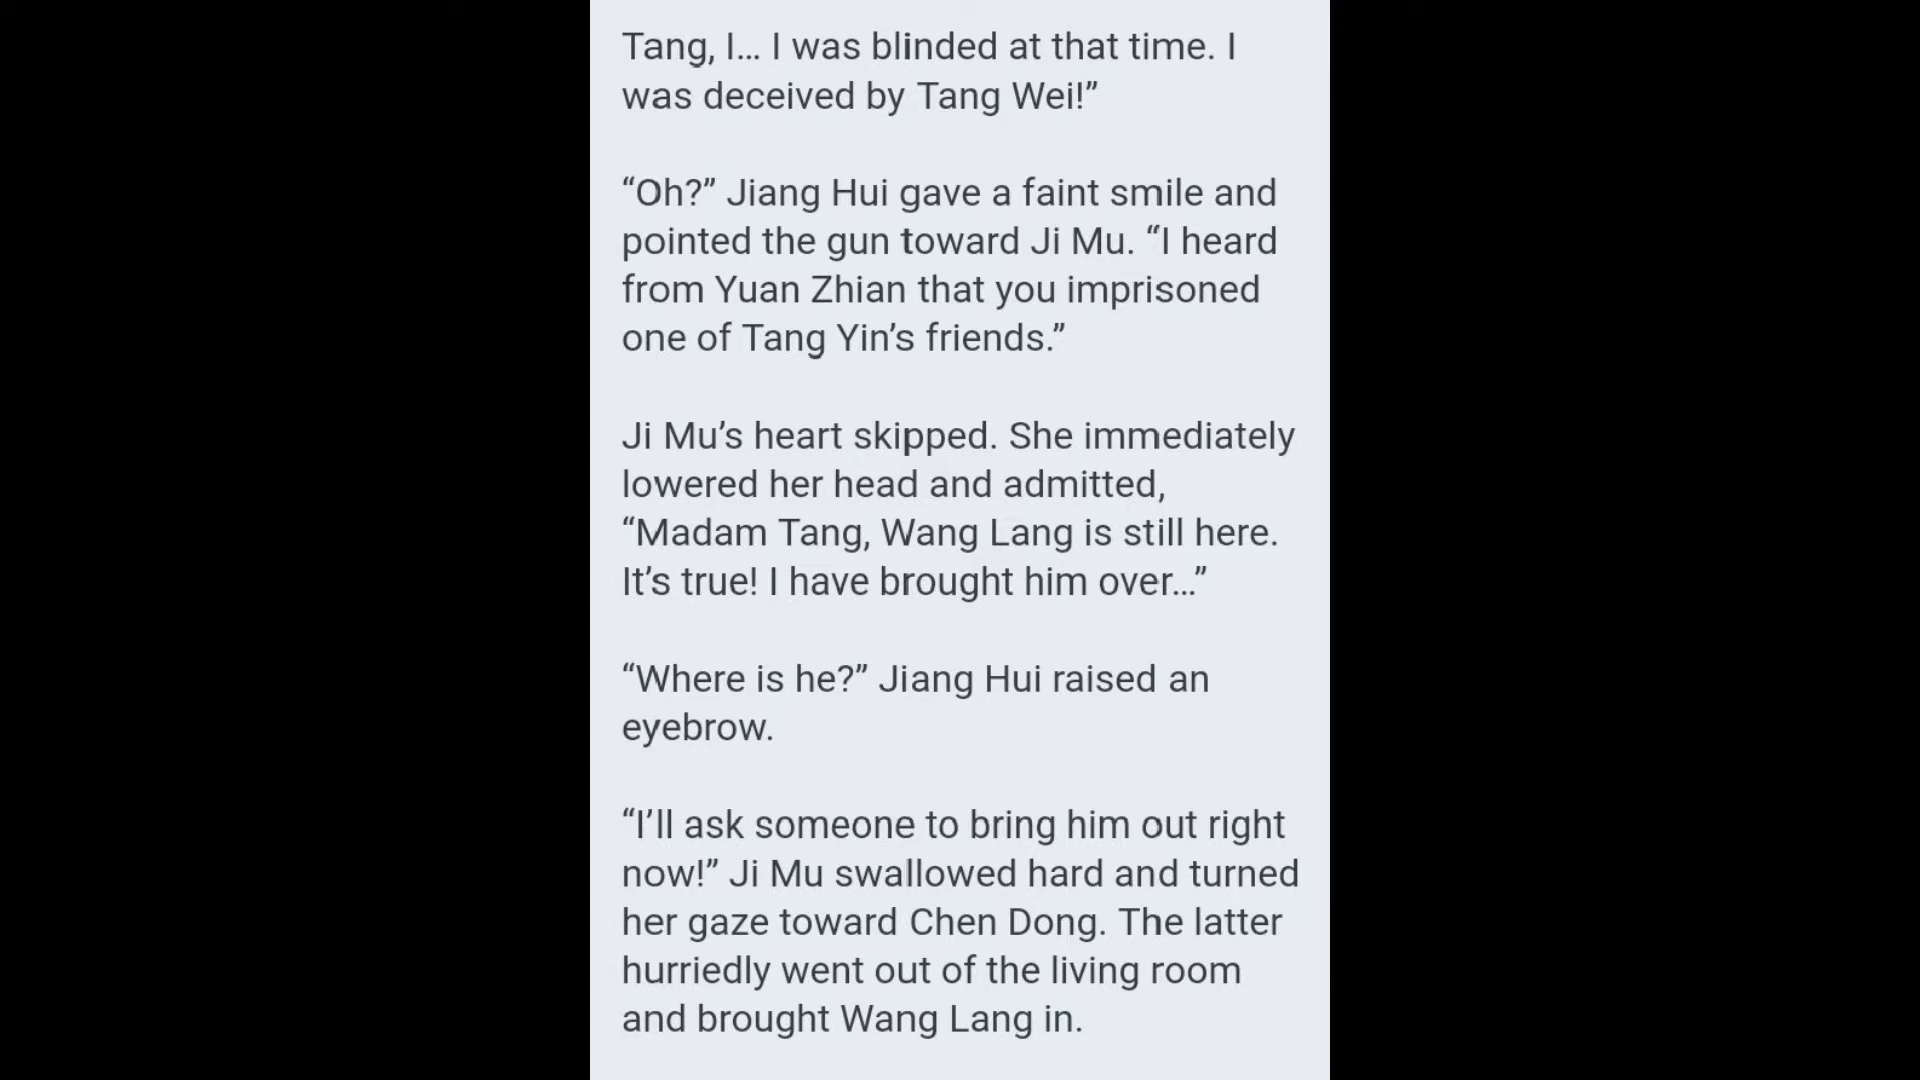 Tang, I… I was blinded at that time. I
was deceived by Tang Wei!”
“Oh?” Jiang Hui gave a faint smile and
pointed the gun toward Ji Mu. “I heard
from Yuan Zhian that you imprisoned
one of Tang Yin’s friends.”
Ji Mu’s heart skipped. She immediately
lowered her head and admitted,
“Madam Tang, Wang Lang is still here.
It’s true! I have brought him over…”
“Where is he?” Jiang Hui raised an
eyebrow.
“I’ll ask someone to bring him out right
now!” Ji Mu swallowed hard and turned
her gaze toward Chen Dong. The latter
hurriedly went out of the living room
and brought Wang Lang in.